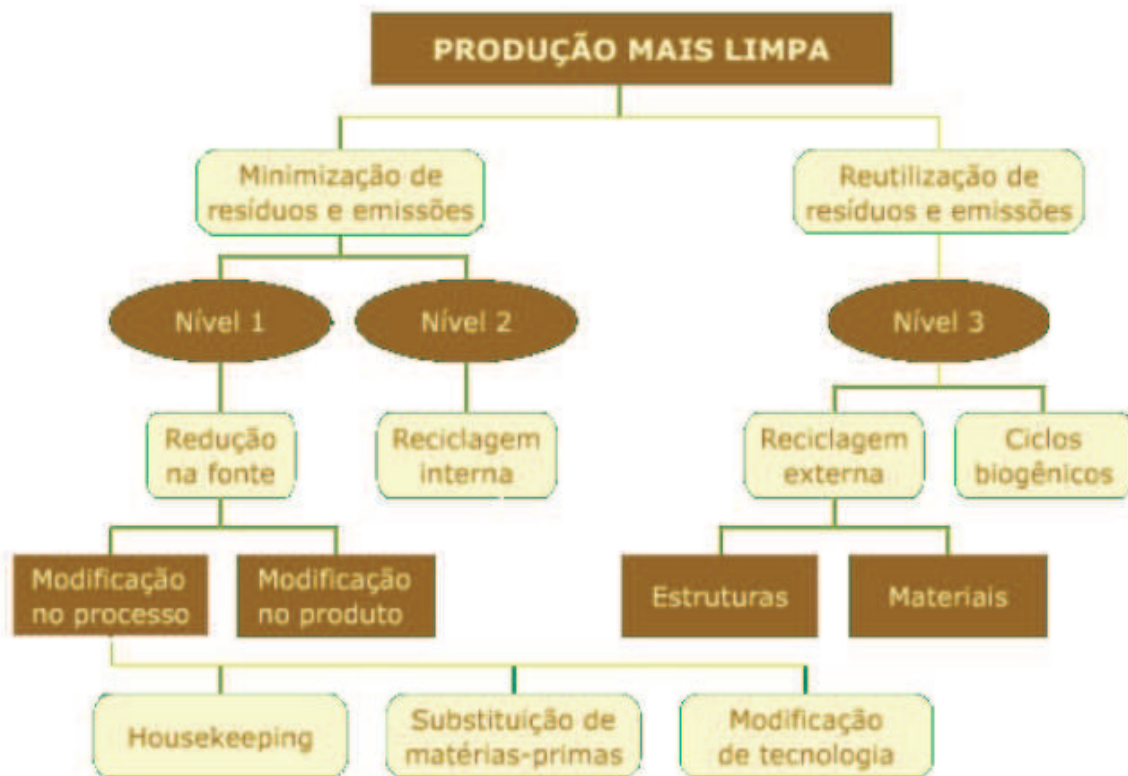 PRODUÇÃO MAIS LIMPA
Minimização de
resíduos e emissões
Reutilização de
resíduos e emissões
Nível 1
Nível 2
Nível 3
Redução
na fonte
Reciclagem
interna
Reciclagem
externa
Ciclos
biogênicos
Modificação
no processo
Modificação
no produto
Estruturas
Materiais
Housekeeping
Substituição de
matérias-primas
Modificação
de tecnologia